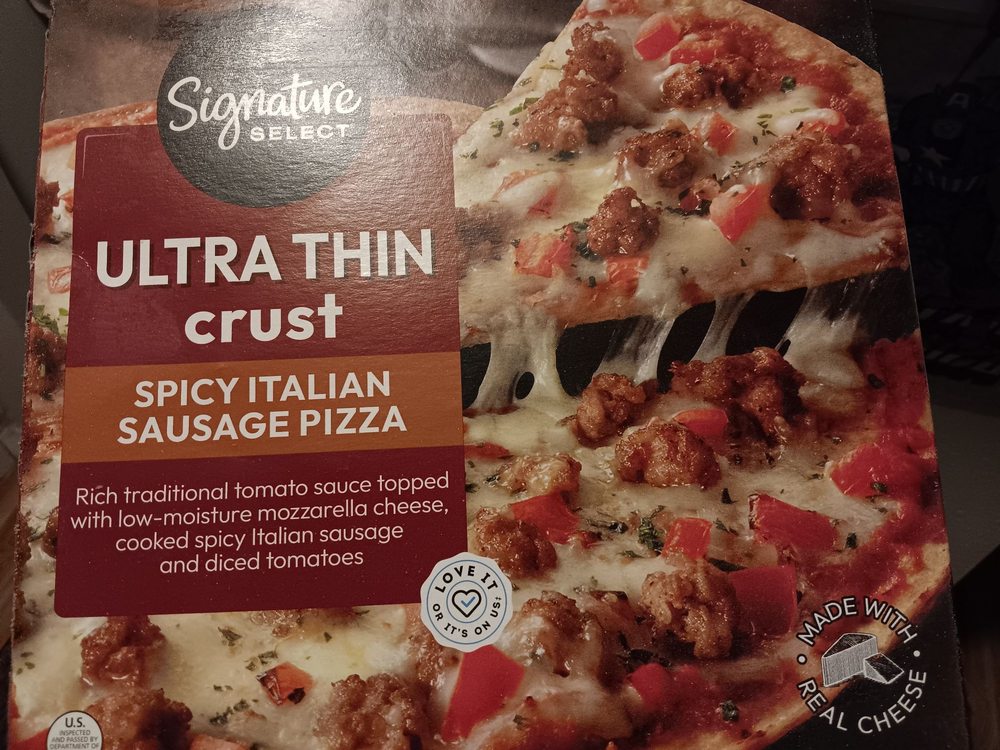 Signature
SELECT
ULTRA THIN
crust
SPICY ITALIAN
SAUSAGE PIZZA
Rich traditional tomato sauce topped
with low-moisture mozzarella cheese,
cooked spicy Italian sausage
and diced tomatoes
LOVE IT
OR IT'S ON US‡
MADE WITH
REAL CHEESE
U.S.
INSPECTED
AND PASSED BY
DEPARTMENT OF